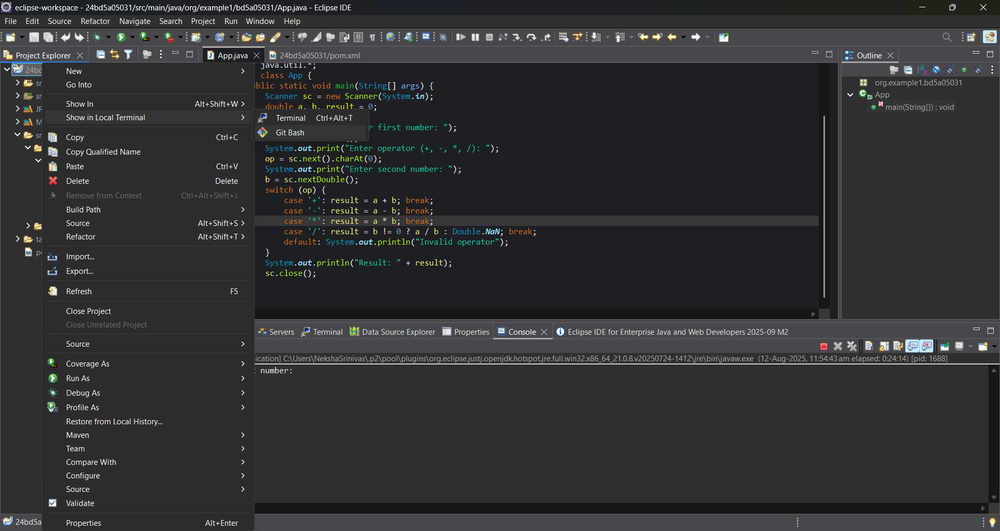 eclipse-workspace - 24bd5a05031/src/main/java/org/example1/bd5a05031/App.java - Eclipse IDE
File Edit Source Refactor Navigate Search Project Run Window Help
Project Explorer
App.java
24bd5a05031/pom.xml
Outline
24bd
New
Go Into
Show In Alt+Shift+W
Show in Local Terminal
Copy Ctrl+C
Copy Qualified Name
Paste Ctrl+V
Delete Delete
Remove from Context Ctrl+Alt+Shift+↓
Build Path
Source Alt+Shift+S
Refactor Alt+Shift+T
Import...
Export...
Refresh F5
Close Project
Close Unrelated Project
Source
Coverage As
Run As
Debug As
Profile As
Restore from Local History...
Maven
Team
Compare With
Configure
Source
Validate
Properties Alt+Enter
Terminal Ctrl+Alt+T
Git Bash
java.util.*;
class App {
blic static void main(String[] args) {
Scanner sc = new Scanner(System.in);
double a, b, result = 0;
r first number: ");
System.out.print("Enter operator (+, -, *, /): ");
op = sc.next().charAt(0);
System.out.print("Enter second number: ");
b = sc.nextDouble();
switch (op) {
case '+': result = a + b; break;
case '-': result = a - b; break;
case '*': result = a * b; break;
case '/': result = b != 0 ? a / b : Double.NaN; break;
default: System.out.println("Invalid operator");
}
System.out.println("Result: " + result);
sc.close();
org.example1.bd5a05031
App
main(String[]) : void
Servers Terminal Data Source Explorer Properties Console Eclipse IDE for Enterprise Java and Web Developers 2025-09 M2
ication] C:\Users\NekshaSrinivas\.p2\pool\plugins\org.eclipse.justj.openjdk.hotspot.jre.full.win32.x86_64_21.0.8.v20250724-1412\jre\bin\javaw.exe (12-Aug-2025, 11:54:43 am elapsed: 0:24:14) [pid: 1688]
number:
24bd5a